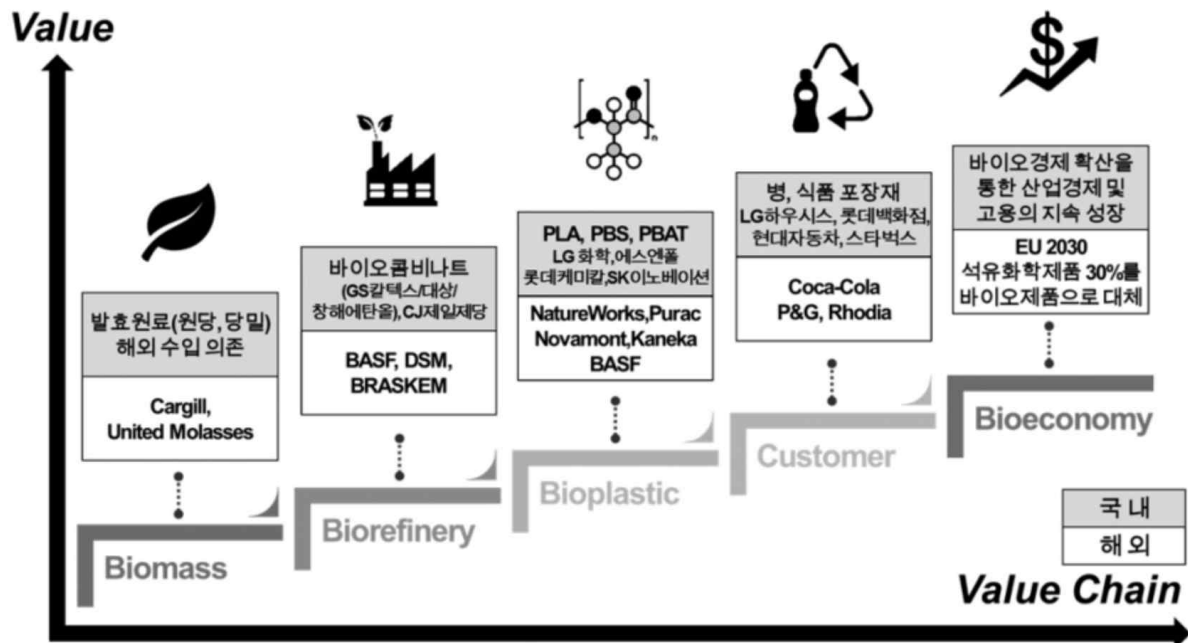 Value
$
n
발효원료(원당,당밀)
해외 수입 의존
Cargill,
United Molasses
Biomass
바이오콤비나트
(GS칼텍스/대상/
창해에탄올),CJ제일제당
BASF, DSM,
BRASKEM
Biorefinery
PLA, PBS, PBAT
LG 화학,에스엔폴
롯데케미칼,SK이노베이션
NatureWorks,Purac
Novamont,Kaneka
BASF
Bioplastic
병, 식품 포장재
LG하우시스, 롯데백화점,
현대자동차, 스타벅스
Coca-Cola
P&G, Rhodia
Customer
바이오경제 확산을
통한 산업경제 및
고용의 지속 성장
EU 2030
석유화학제품 30%를
바이오제품으로 대체
Bioeconomy
국내
해외
Value Chain